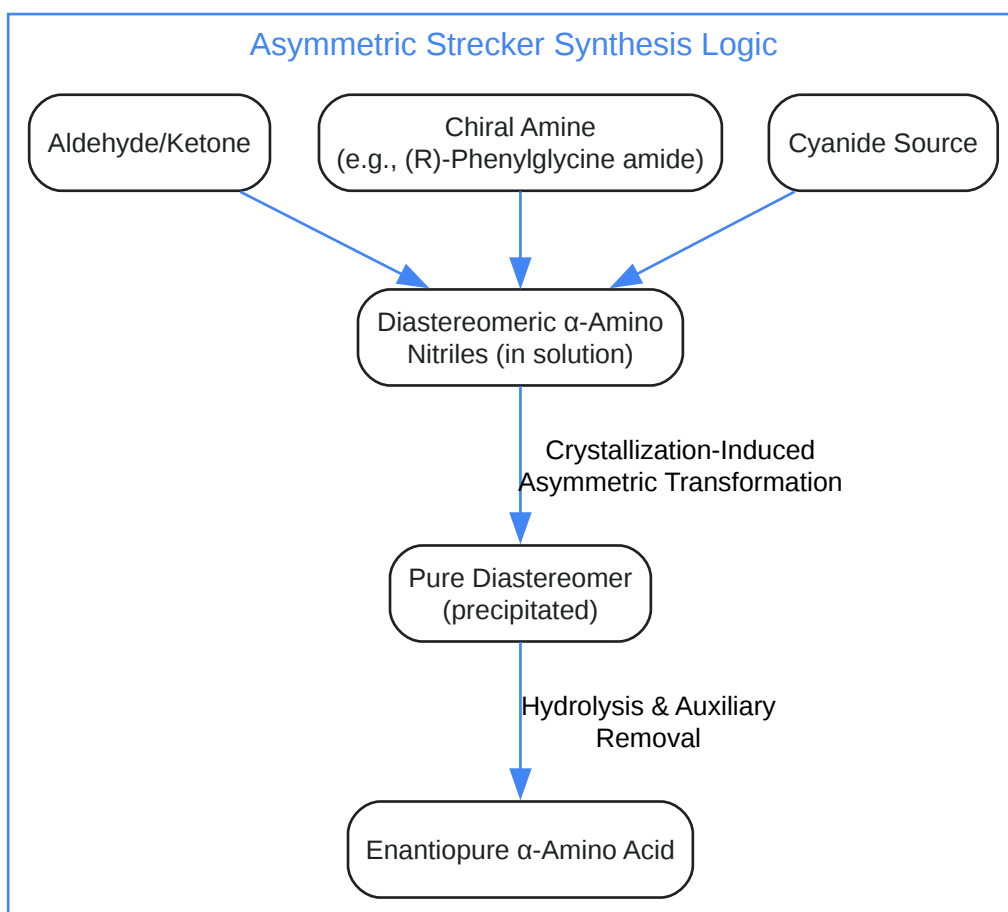 Asymmetric Strecker Synthesis Logic
Aldehyde/Ketone
Chiral Amine
(e.g., (R)-Phenylglycine amide)
Cyanide Source
Diastereomeric α-Amino
Nitriles (in solution)
Crystallization-Induced
Asymmetric Transformation
Pure Diastereomer
(precipitated)
Hydrolysis & Auxiliary
Removal
Enantiopure α-Amino Acid